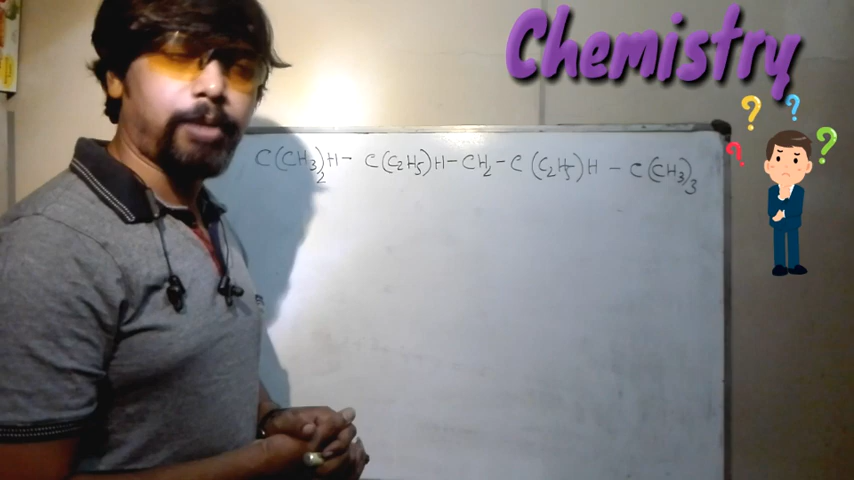 Chemistry
C(CH₃)₂H – C(C₂H₅)H – CH₂ – C(C₂H₅)H – C(CH₃)₃
? ? ? ?